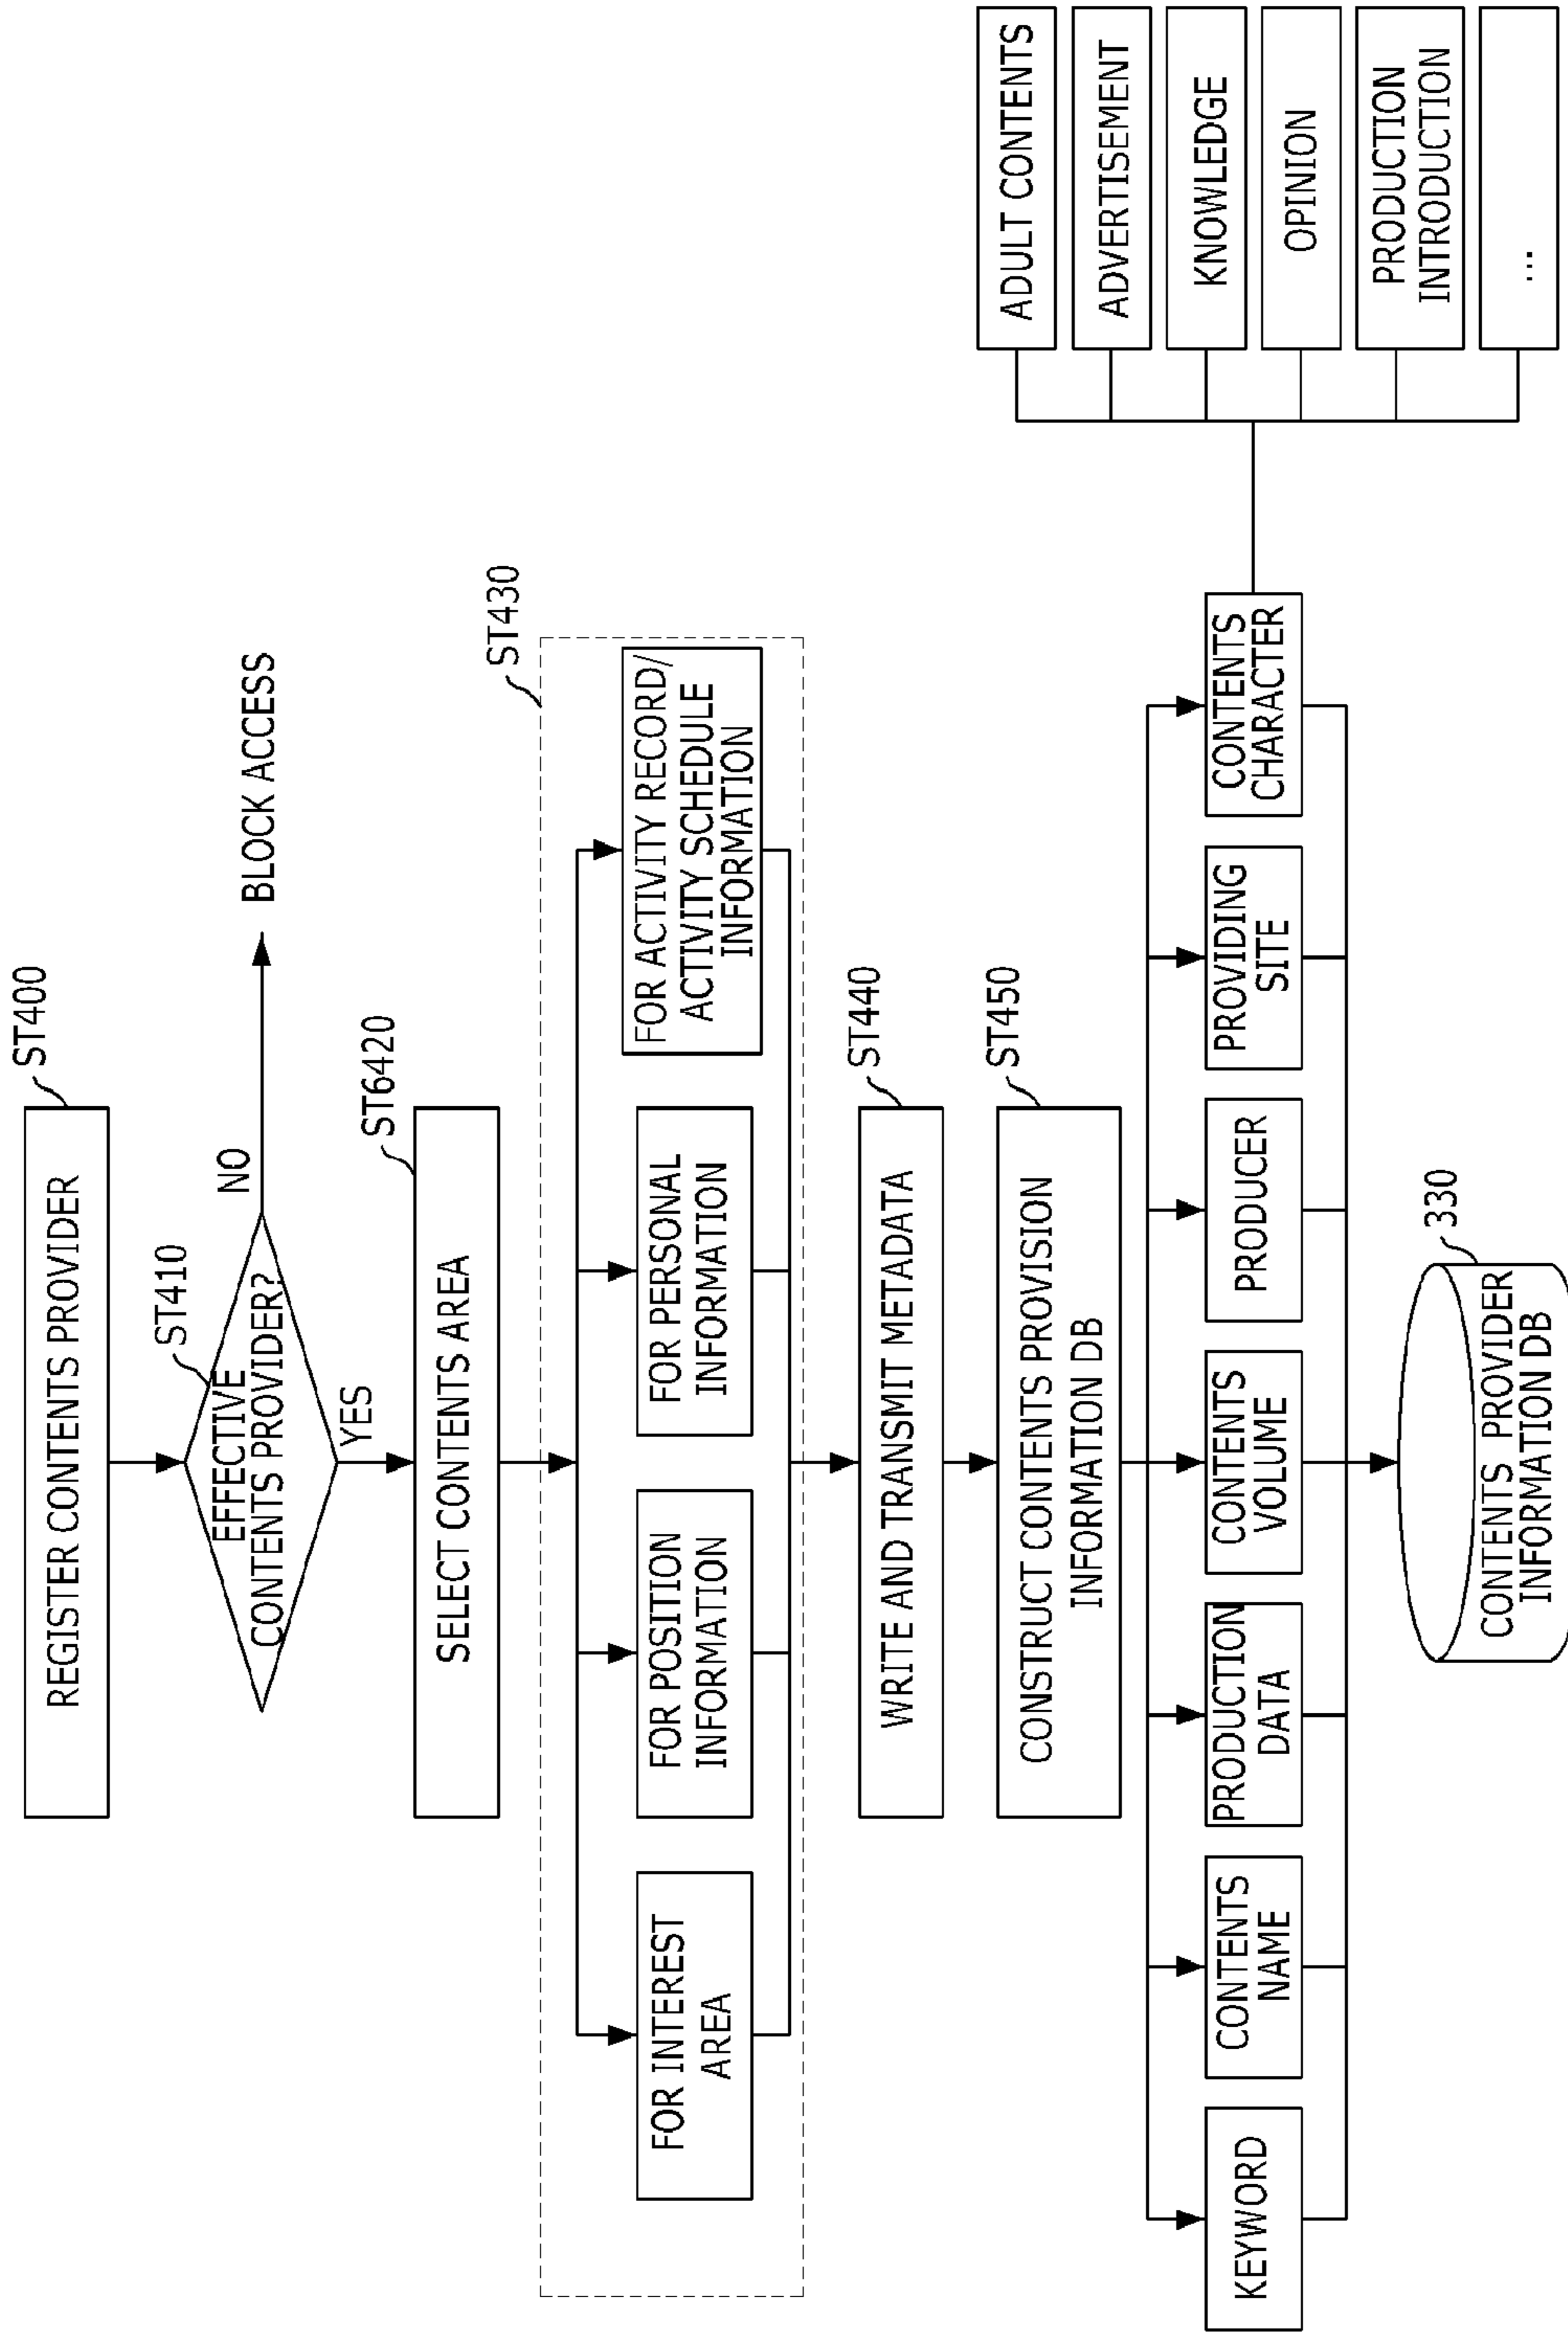 REGISTER CONTENTS PROVIDER
ST400
EFFECTIVE
CONTENTS PROVIDER?
ST410
NO
BLOCK ACCESS
YES
SELECT CONTENTS AREA
ST6420
ST430
FOR INTEREST
AREA
FOR POSITION
INFORMATION
FOR PERSONAL
INFORMATION
FOR ACTIVITY RECORD/
ACTIVITY SCHEDULE
INFORMATION
WRITE AND TRANSMIT METADATA
ST440
CONSTRUCT CONTENTS PROVISION
INFORMATION DB
ST450
KEYWORD
CONTENTS
NAME
PRODUCTION
DATA
CONTENTS
VOLUME
PRODUCER
PROVIDING
SITE
CONTENTS
CHARACTER
ADULT CONTENTS
ADVERTISEMENT
KNOWLEDGE
OPINION
PRODUCTION
INTRODUCTION
...
CONTENTS PROVIDER
INFORMATION DB
330